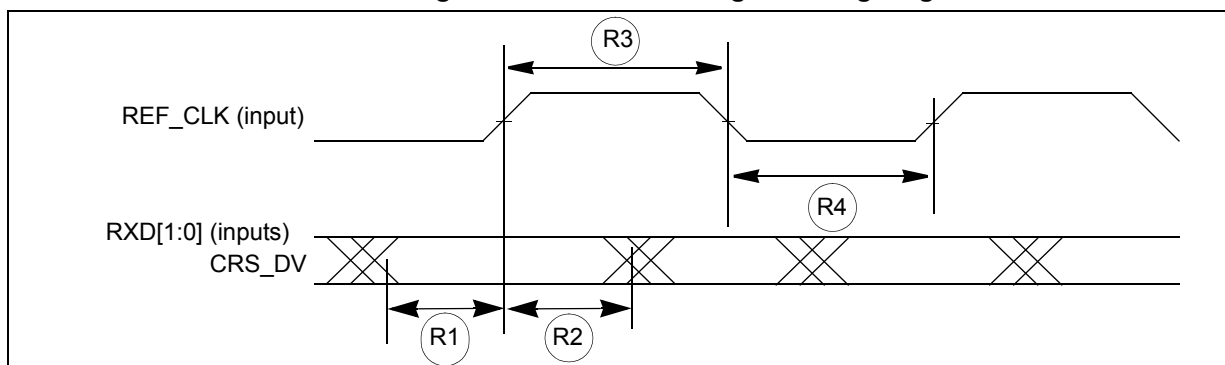 R3
REF_CLK (input)
R4
RXD[1:0] (inputs)
CRS_DV
R1
R2